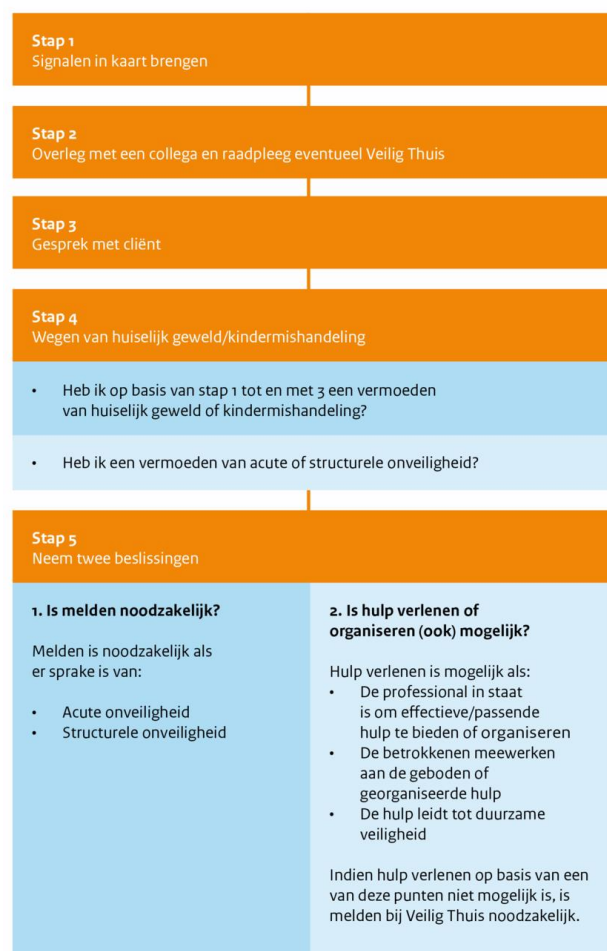 Stap 1
Signalen in kaart brengen
Stap 2
Overleg met een collega en raadpleeg eventueel Veilig Thuis
Stap 3
Gesprek met cliënt
Stap 4
Wegen van huiselijk geweld/kindermishandeling
• Heb ik op basis van stap 1 tot en met 3 een vermoeden
van huiselijk geweld of kindermishandeling?
• Heb ik een vermoeden van acute of structurele onveiligheid?
Stap 5
Neem twee beslissingen
1. Is melden noodzakelijk?
Melden is noodzakelijk als
er sprake is van:
• Acute onveiligheid
• Structurele onveiligheid
2. Is hulp verlenen of
organiseren (ook) mogelijk?
Hulp verlenen is mogelijk als:
• De professional in staat
is om effectieve/passende
hulp te bieden of organiseren
• De betrokkenen meewerken
aan de geboden of
georganiseerde hulp
• De hulp leidt tot duurzame
veiligheid
Indien hulp verlenen op basis van een
van deze punten niet mogelijk is, is
melden bij Veilig Thuis noodzakelijk.